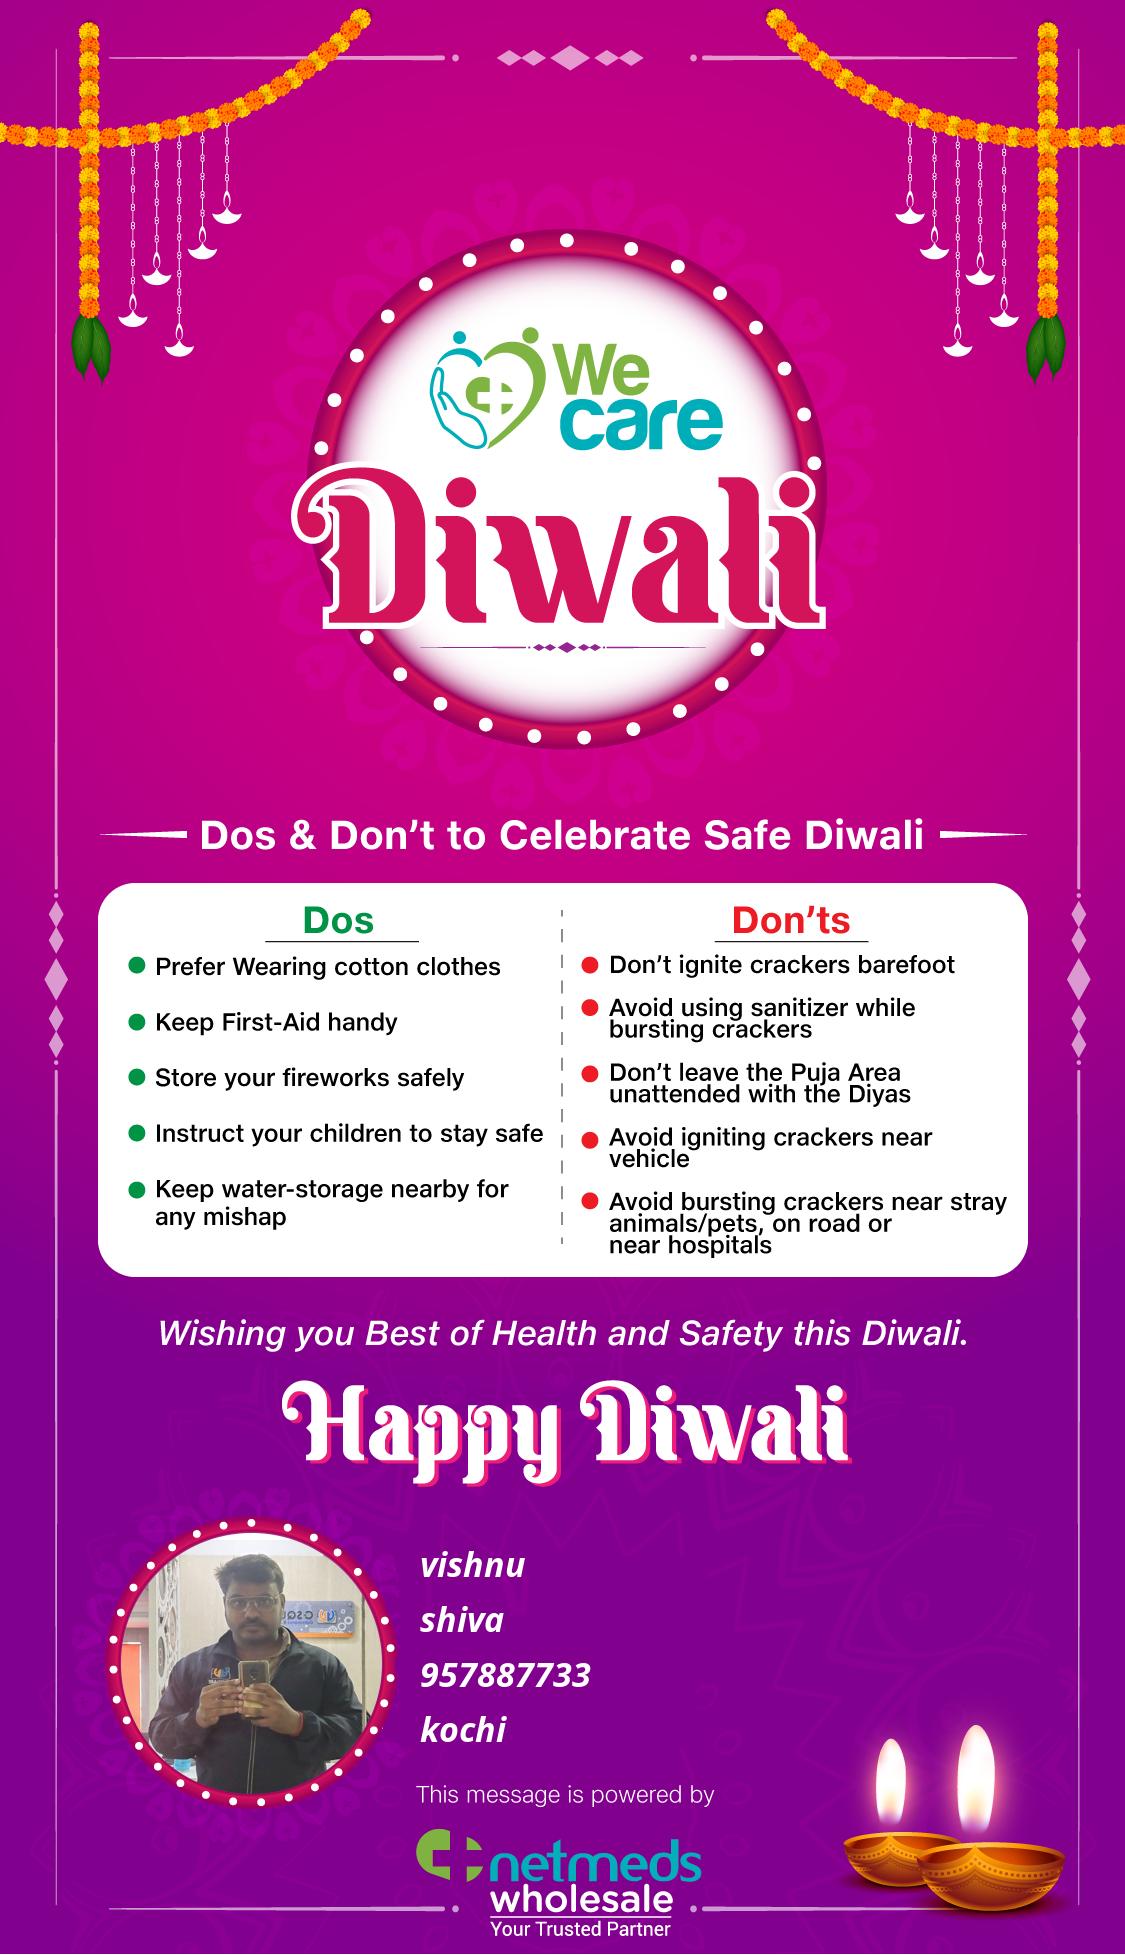 We
care
Diwali
Dos & Don't to Celebrate Safe Diwali
Dos
Prefer Wearing cotton clothes
Keep First-Aid handy
Store your fireworks safely
Instruct your children to stay safe
Keep water-storage nearby for
any mishap
Don'ts
Don't ignite crackers barefoot
Avoid using sanitizer while
bursting crackers
Don't leave the Puja Area
unattended with the Diyas
Avoid igniting crackers near
vehicle
Avoid bursting crackers near stray
animals/pets, on road or
near hospitals
Wishing you Best of Health and Safety this Diwali.
Happy Diwali
vishnu
shiva
957887733
kochi
This message is powered by
netmeds
wholesale
Your Trusted Partner